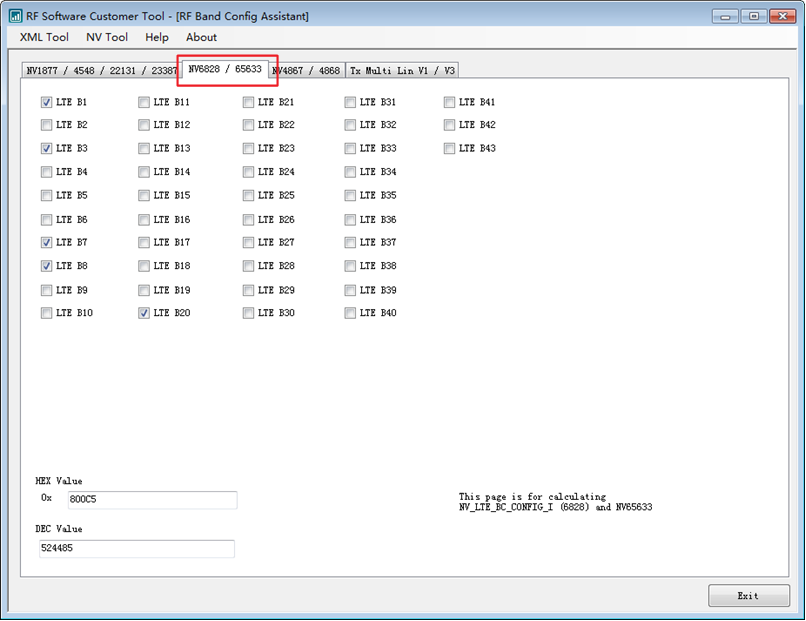 RF Software Customer Tool - [RF Band Config Assistant]
XML Tool NV Tool Help About
NV1877 / 4548 / 22131 / 23387 NV6828 / 65633 NV4867 / 4868 Tx Multi Lin V1 / V3
LTE B1 LTE B11 LTE B21 LTE B31 LTE B41
LTE B2 LTE B12 LTE B22 LTE B32 LTE B42
LTE B3 LTE B13 LTE B23 LTE B33 LTE B43
LTE B4 LTE B14 LTE B24 LTE B34
LTE B5 LTE B15 LTE B25 LTE B35
LTE B6 LTE B16 LTE B26 LTE B36
LTE B7 LTE B17 LTE B27 LTE B37
LTE B8 LTE B18 LTE B28 LTE B38
LTE B9 LTE B19 LTE B29 LTE B39
LTE B10 LTE B20 LTE B30 LTE B40
HEX Value
0x 800C5
This page is for calculating
NV_LTE_BC_CONFIG_I (6828) and NV65633
DEC Value
524485
Exit